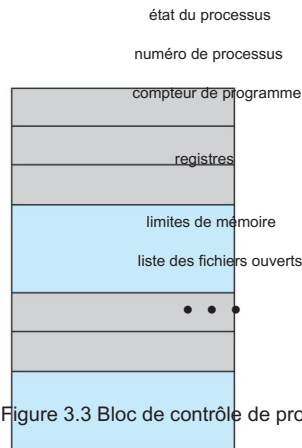 état du processus
numéro de processus
compteur de programme
registres
limites de mémoire
liste des fichiers ouverts
• • •
Figure 3.3 Bloc de contrôle de